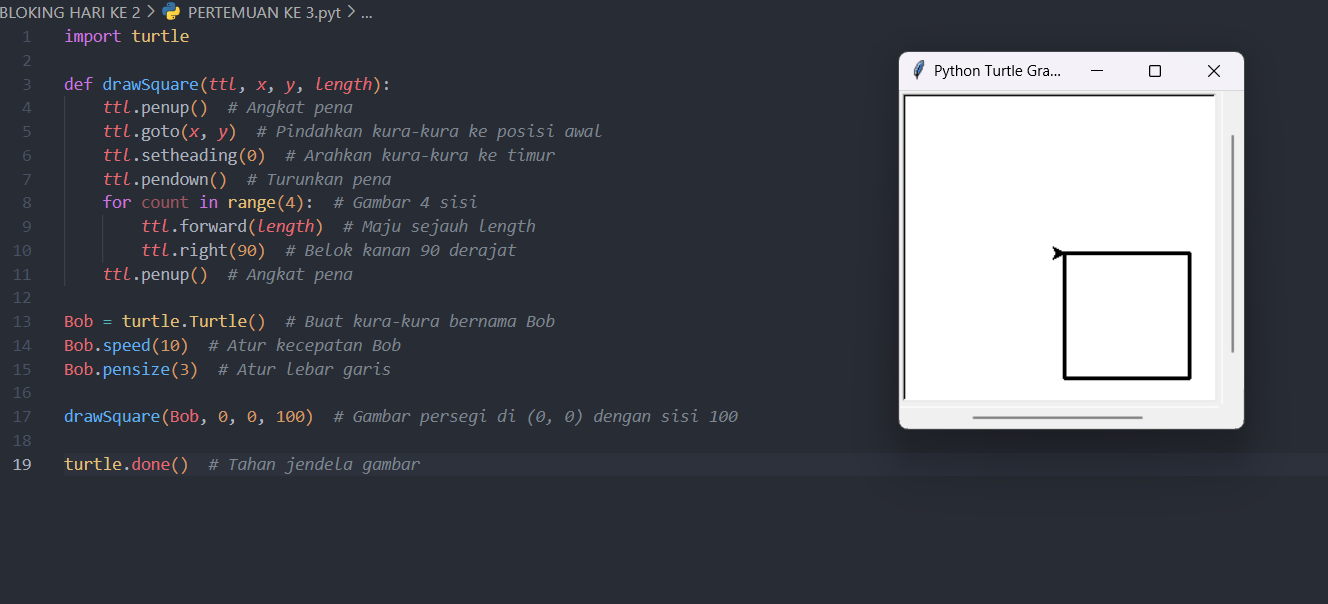 BLOKING HARI KE 2 > PERTEMUAN KE 3.pyt > ...
1 import turtle
2
3 def drawSquare(ttl, x, y, length):
4     ttl.penup()  # Angkat pena
5     ttl.goto(x, y)  # Pindahkan kura-kura ke posisi awal
6     ttl.setheading(0)  # Arahkan kura-kura ke timur
7     ttl.pendown()  # Turunkan pena
8     for count in range(4):  # Gambar 4 sisi
9         ttl.forward(length)  # Maju sejauh length
10         ttl.right(90)  # Belok kanan 90 derajat
11     ttl.penup()  # Angkat pena
12
13 Bob = turtle.Turtle()  # Buat kura-kura bernama Bob
14 Bob.speed(10)  # Atur kecepatan Bob
15 Bob.pensize(3)  # Atur lebar garis
16
17 drawSquare(Bob, 0, 0, 100)  # Gambar persegi di (0, 0) dengan sisi 100
18
19 turtle.done()  # Tahan jendela gambar
Python Turtle Gra...